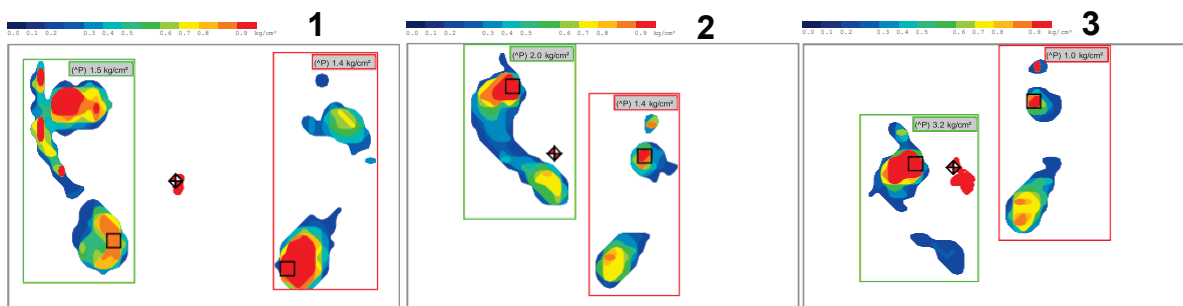 1
0.0 0.1 0.2 0.3 0.4 0.5 0.6 0.7 0.8 0.9 kg/cm²
(^P) 1.5 kg/cm²
(^P) 1.4 kg/cm²
2
0.0 0.1 0.2 0.3 0.4 0.5 0.6 0.7 0.8 0.9 kg/cm²
(^P) 2.0 kg/cm²
(^P) 1.4 kg/cm²
3
0.0 0.1 0.2 0.3 0.4 0.5 0.6 0.7 0.8 0.9 kg/cm²
(^P) 1.0 kg/cm²
(^P) 3.2 kg/cm²